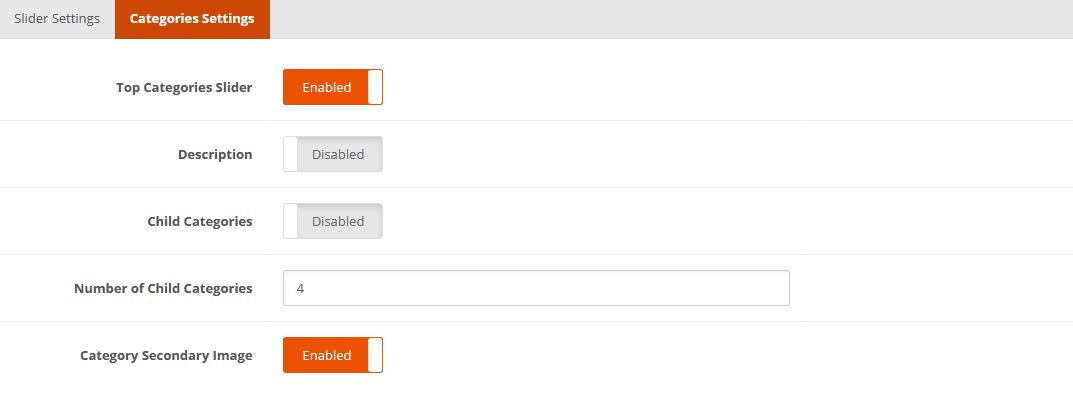 Slider Settings
Categories Settings
Top Categories Slider
Enabled
Description
Disabled
Child Categories
Disabled
Number of Child Categories
4
Category Secondary Image
Enabled